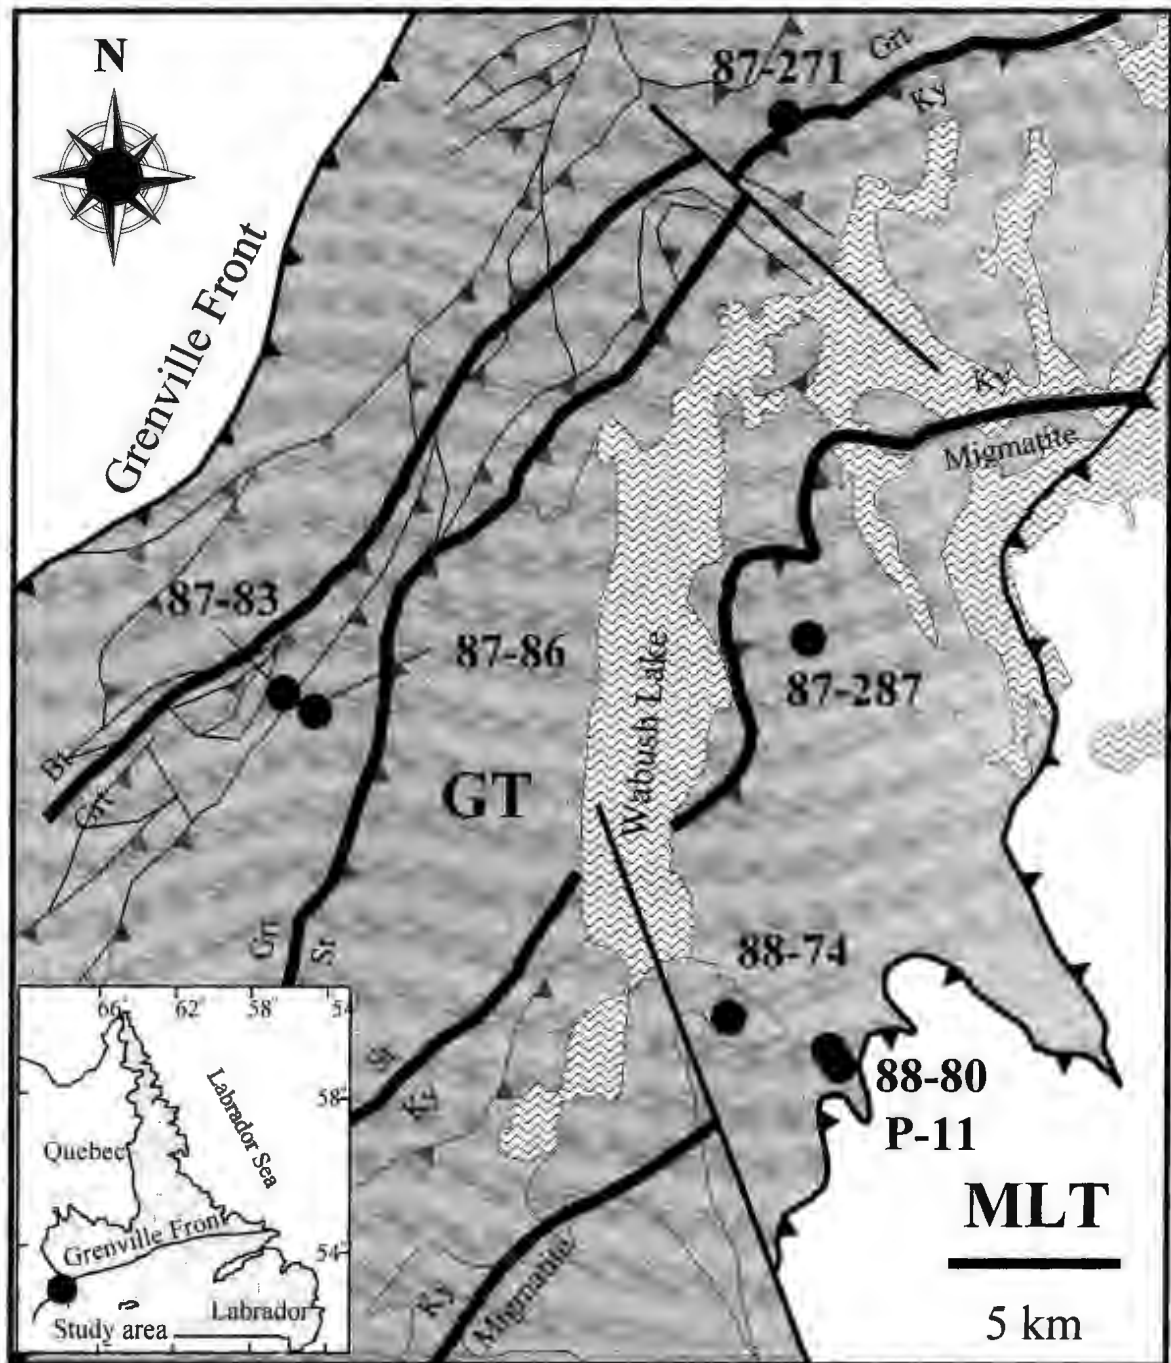 N
87-271
Grt
Ky
Grenville Front
Ky
Migmatite
87-83
87-86
87-287
Wabush Lake
Bt
Grt
GT
Grt
St
88-74
St
Ky
88-80
P-11
MLT
5 km
Ky
Migmatite
66°
62°
58°
54
58
54
Labrador Sea
Quebec
Grenville Front
Labrador
Study area